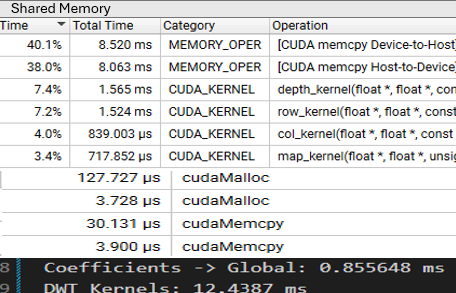 Shared Memory
Time Total Time Category Operation
40.1% 8.520 ms MEMORY_OPER [CUDA memcpy Device-to-Host]
38.0% 8.063 ms MEMORY_OPER [CUDA memcpy Host-to-Device]
7.4% 1.565 ms CUDA_KERNEL depth_kernel(float *, float *, cons
7.2% 1.524 ms CUDA_KERNEL row_kernel(float *, float *, const
4.0% 839.003 μs CUDA_KERNEL col_kernel(float *, float *, const
3.4% 717.852 μs CUDA_KERNEL map_kernel(float *, float *, unsig
127.727 μs cudaMalloc
3.728 μs cudaMalloc
30.131 μs cudaMemcpy
3.900 μs cudaMemcpy
8 Coefficients -> Global: 0.855648 ms
9 DWT Kernels: 12.4387 ms